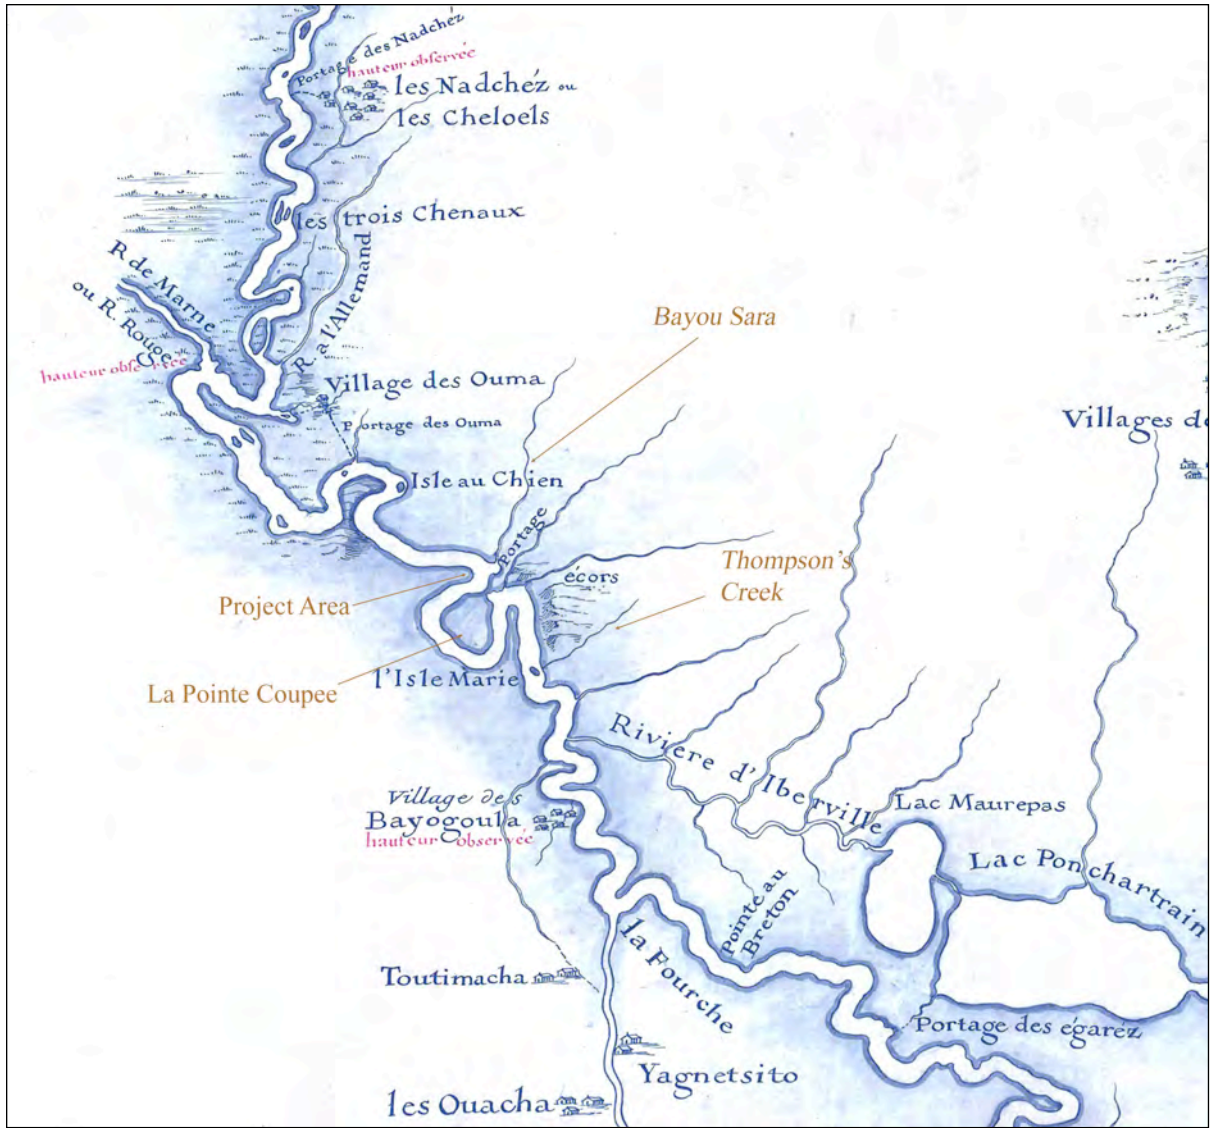 Portage des Nadchez
hauteur observée
les Nadchéz ou
les Cheloels
les trois Chenaux
R de Marne
ou R. Rouge
R. a l'Allemand
hauteur observée
Bayou Sara
Village des Ouma
Portage des Ouma
Villages de
Isle au Chien
Portage
écors
Thompson's
Creek
Project Area
La Pointe Coupee
l'Isle Marie
Riviere d'Iberville
Village des
Bayogoula
hauteur observée
Lac Maurepas
Lac Ponchartrain
Pointe au
Breton
la Fourche
Toutimacha
Portage des égaréz
Yagnetsito
les Ouacha